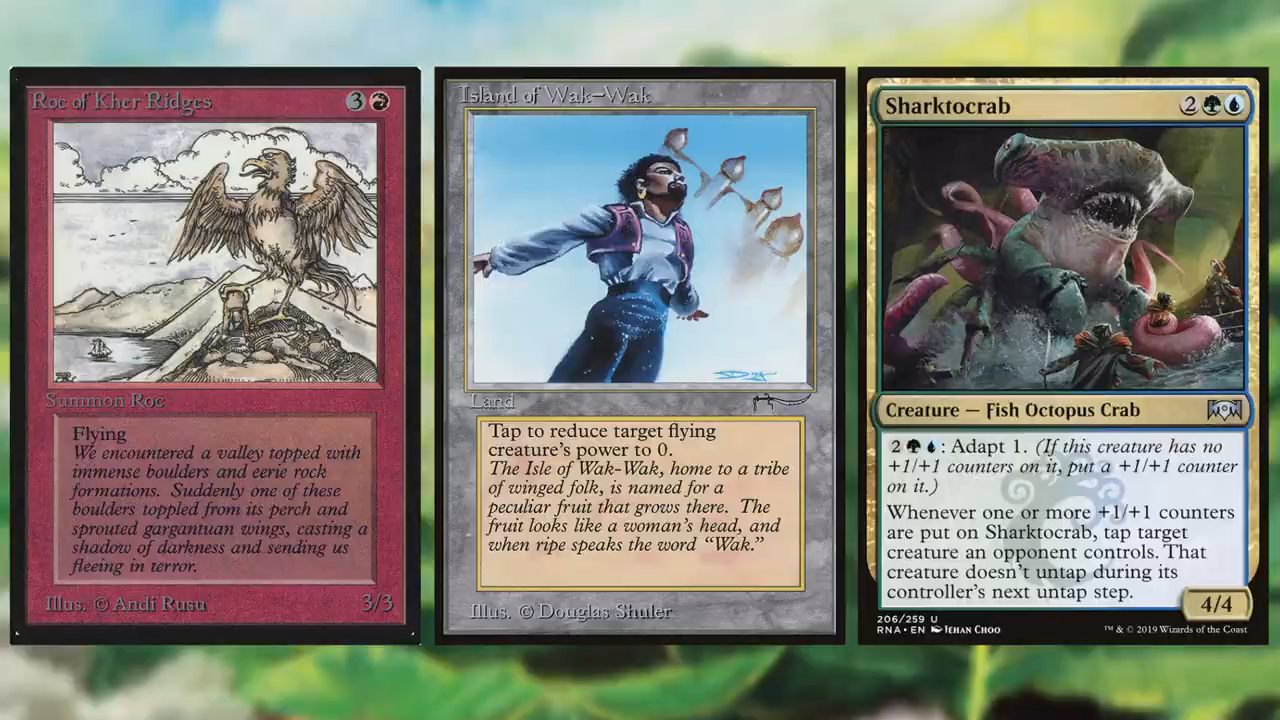 Roc of Kher Ridges
3
Summon Roc
Flying
We encountered a valley topped with
immense boulders and eerie rock
formations. Suddenly one of these
boulders toppled from its perch and
sprouted gargantuan wings, casting a
shadow of darkness and sending us
fleeing in terror.
Illus. © Andi Rusu
3/3
Island of Wak-Wak
Land
Tap to reduce target flying
creature's power to 0.
The Isle of Wak-Wak, home to a tribe
of winged folk, is named for a
peculiar fruit that grows there. The
fruit looks like a woman's head, and
when ripe speaks the word "Wak."
Illus. © Douglas Shuler
Sharktocrab
2
Creature — Fish Octopus Crab
2 : Adapt 1. (If this creature has no
+1/+1 counters on it, put a +1/+1 counter
on it.)
Whenever one or more +1/+1 counters
are put on Sharktocrab, tap target
creature an opponent controls. That
creature doesn't untap during its
controller's next untap step.
4/4
206/259 U
RNA • EN Jehan Choo
™ & © 2019 Wizards of the Coast